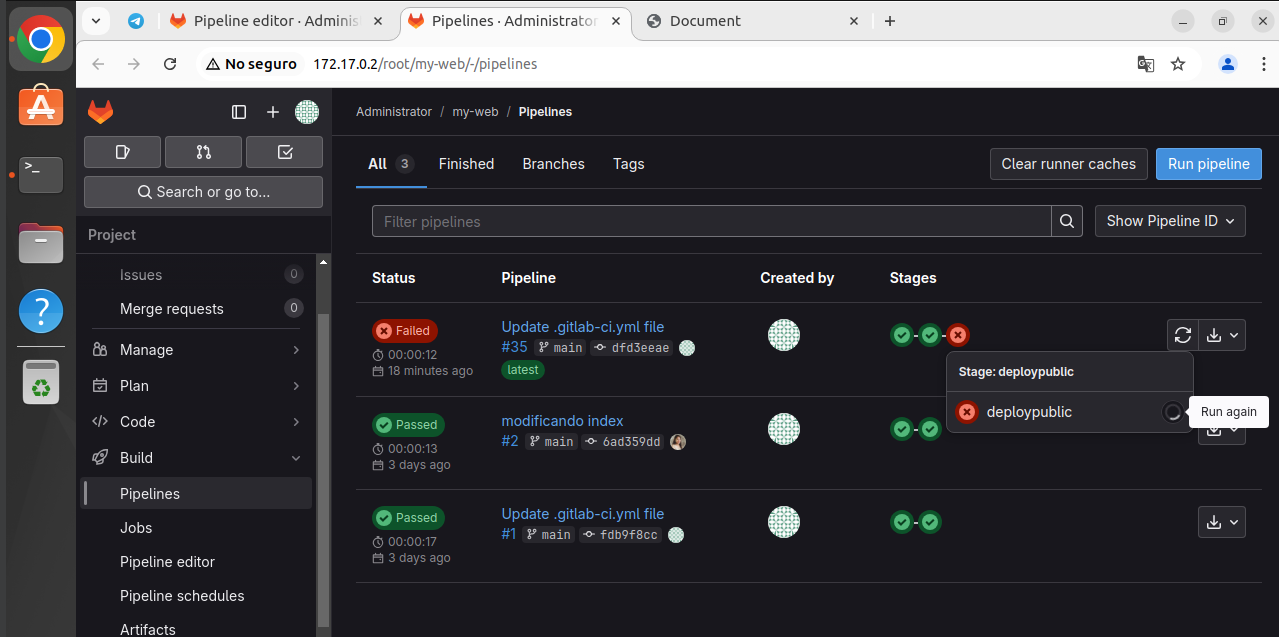 Pipeline editor · Adminis
Pipelines · Administrator
Document
No seguro 172.17.0.2/root/my-web/-/pipelines
Administrator / my-web / Pipelines
Search or go to...
Project
Issues 0
Merge requests 0
Manage
Plan
Code
Build
Pipelines
Jobs
Pipeline editor
Pipeline schedules
Artifacts
All 3 Finished Branches Tags Clear runner caches Run pipeline
Filter pipelines Show Pipeline ID
Status Pipeline Created by Stages
Failed Update .gitlab-ci.yml file
#35 main dfd3eeae
00:00:12
18 minutes ago latest
Stage: deploypublic
deploypublic Run again
Passed modificando index
#2 main 6ad359dd
00:00:13
3 days ago
Passed Update .gitlab-ci.yml file
#1 main fdb9f8cc
00:00:17
3 days ago